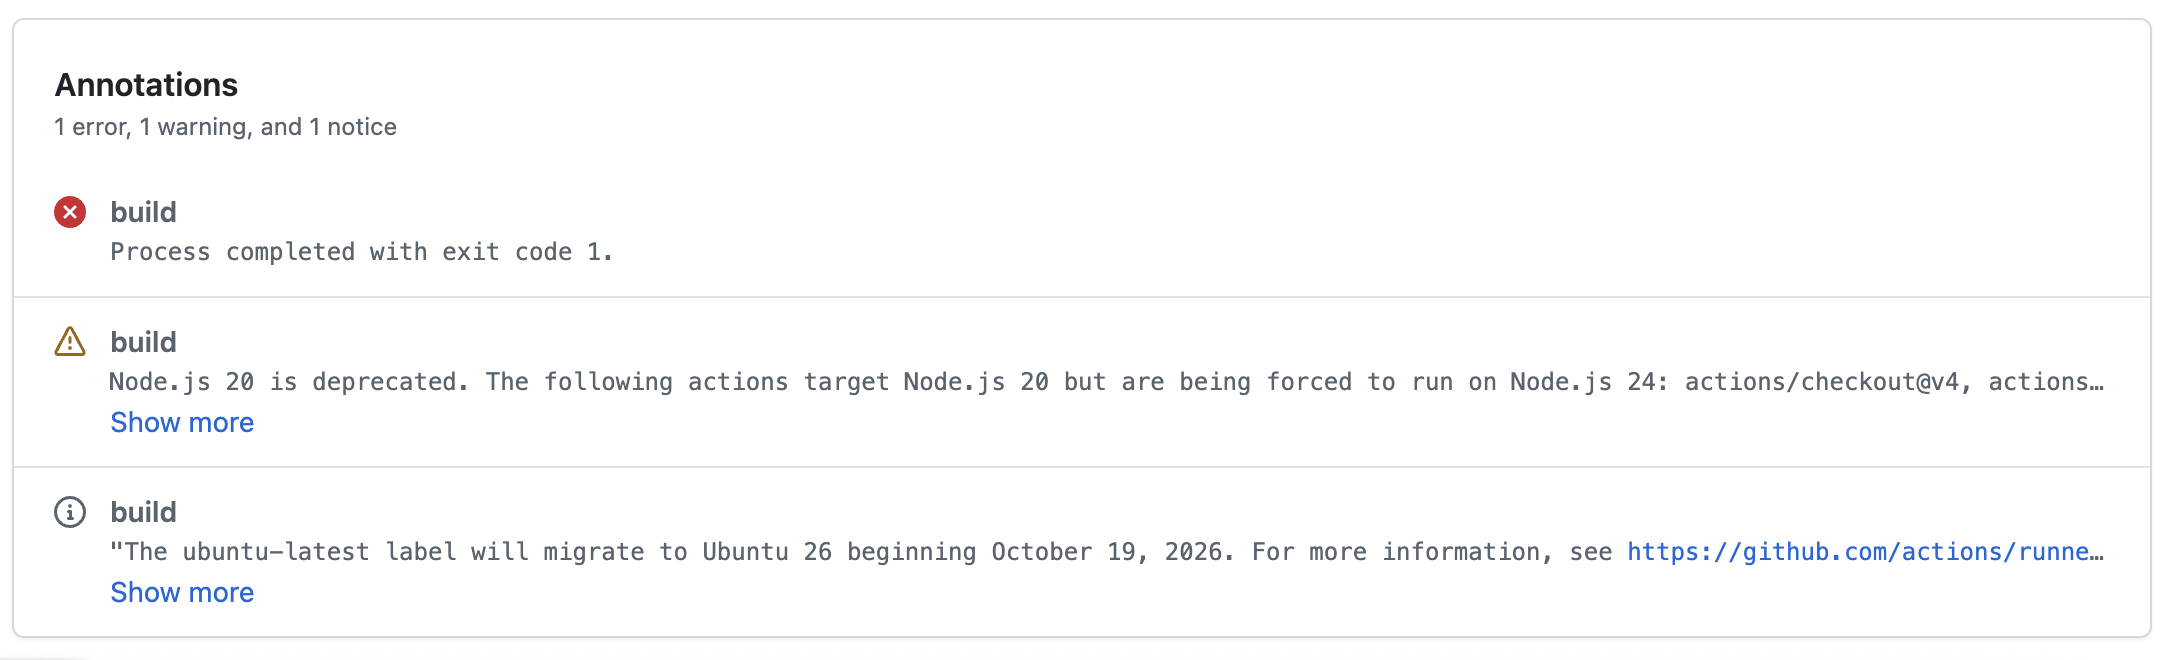 Annotations
1 error, 1 warning, and 1 notice
build
Process completed with exit code 1.
build
Node.js 20 is deprecated. The following actions target Node.js 20 but are being forced to run on Node.js 24: actions/checkout@v4, actions…
Show more
build
"The ubuntu-latest label will migrate to Ubuntu 26 beginning October 19, 2026. For more information, see https://github.com/actions/runne…
Show more